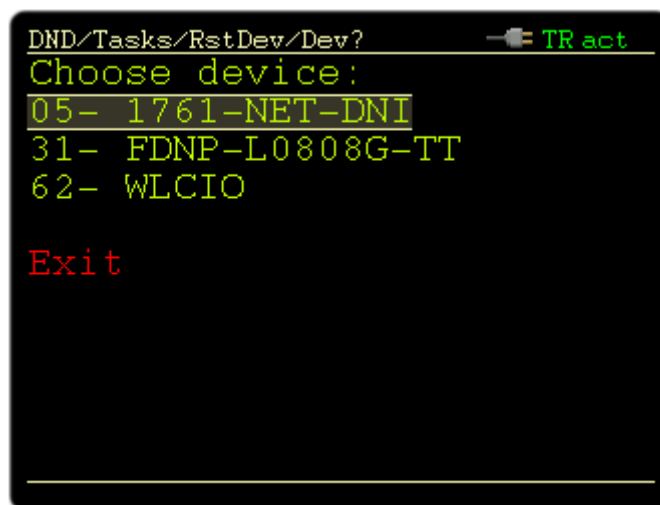 DND/Tasks/RstDev/Dev? TR act
Choose device:
05- 1761-NET-DNI
31- FDNP-L0808G-TT
62- WLCIO
Exit